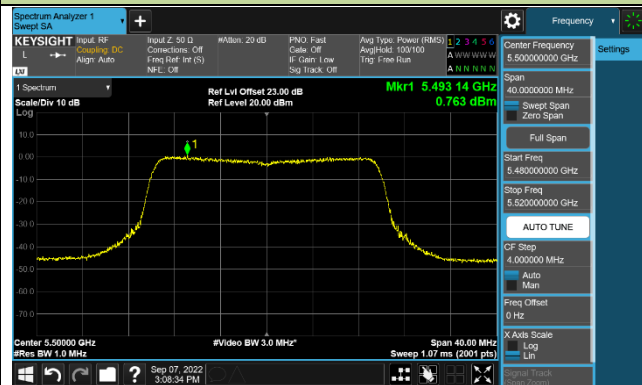 Spectrum Analyzer 1
Swept SA
Frequency
KEYSIGHT
Input: RF
Coupling: DC
Align: Auto
Input Z: 50 Ω
Corrections: Off
Freq Ref: Int (S)
NFE: Off
#Atten: 20 dB
PNO: Fast
Gate: Off
IF Gain: Low
Sig Track: Off
Avg Type: Power (RMS)
Avg|Hold: 100/100
Trig: Free Run
1 2 3 4 5 6
A W W W W W
A N N N N N
L
LXI
1 Spectrum
Scale/Div 10 dB
Log
Ref Lvl Offset 23.00 dB
Ref Level 20.00 dBm
Mkr1 5.493 14 GHz
0.763 dBm
10.0
0.00
-10.0
-20.0
-30.0
-40.0
-50.0
-60.0
-70.0
1
Center 5.50000 GHz
#Res BW 1.0 MHz
#Video BW 3.0 MHz*
Span 40.00 MHz
Sweep 1.07 ms (2001 pts)
Center Frequency
5.500000000 GHz
Settings
Span
40.0000000 MHz
Swept Span
Zero Span
Full Span
Start Freq
5.480000000 GHz
Stop Freq
5.520000000 GHz
AUTO TUNE
CF Step
4.000000 MHz
Auto
Man
Freq Offset
0 Hz
X Axis Scale
Log
Lin
Signal Track
(Span Zoom)
Sep 07, 2022
3:08:34 PM